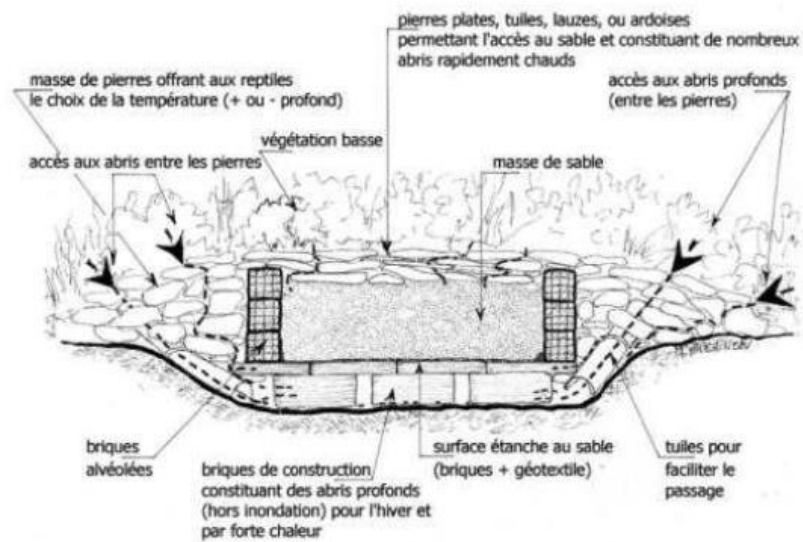 pierres plates, tuiles, lauzes, ou ardoises
permettant l'accès au sable et constituant de nombreux
abris rapidement chauds
masse de pierres offrant aux reptiles
le choix de la température (+ ou - profond)
accès aux abris profonds
(entre les pierres)
végétation basse
accès aux abris entre les pierres
masse de sable
briques
alvéolées
briques de construction
constituant des abris profonds
(hors inondation) pour l'hiver et
par forte chaleur
surface étanche au sable
(briques + géotextile)
tuiles pour
faciliter le
passage